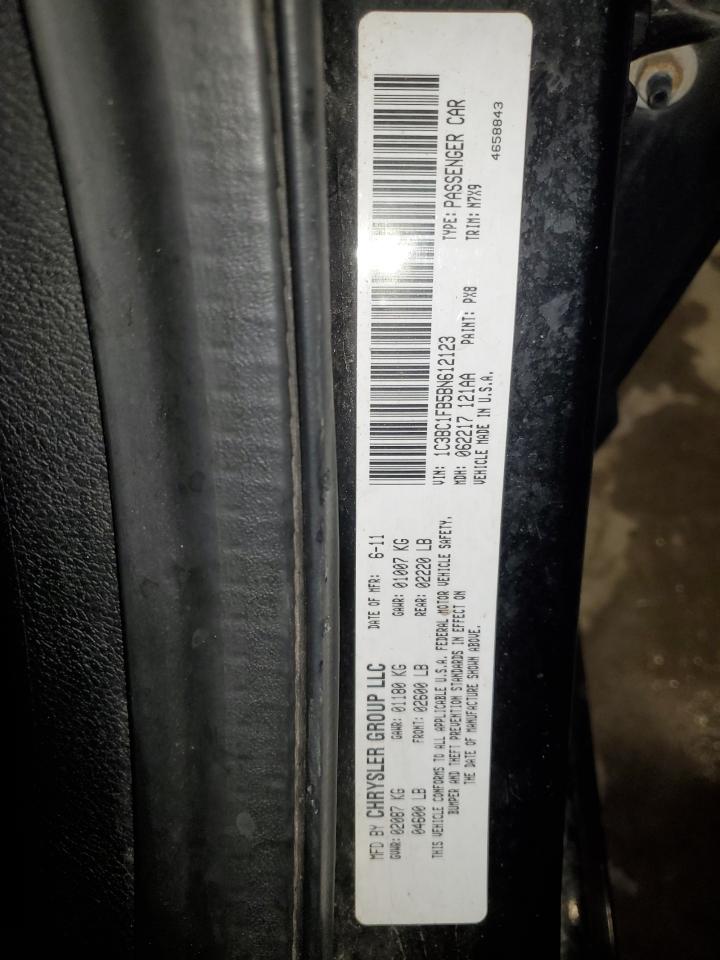 MFD BY CHRYSLER GROUP LLC DATE OF MFR: 6-11
GVWR: 02087 KG GAWR: 01180 KG GAWR: 01007 KG
04600 LB FRONT: 02600 LB REAR: 02220 LB
THIS VEHICLE CONFORMS TO ALL APPLICABLE U.S.A. FEDERAL MOTOR VEHICLE SAFETY,
BUMPER AND THEFT PREVENTION STANDARDS IN EFFECT ON
THE DATE OF MANUFACTURE SHOWN ABOVE.
VIN: 1C3BC1FB5BN612123 TYPE: PASSENGER CAR
MDH: 062217 121AA PAINT: PX8 TRIM: N7X9
VEHICLE MADE IN U.S.A.
4658843